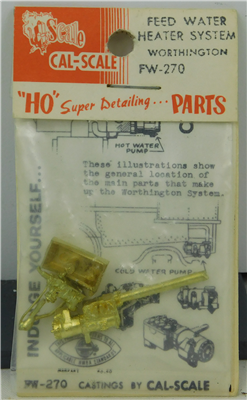 Cal Scale
CAL-SCALE
FEED WATER
HEATER SYSTEM
WORTHINGTON
FW-270
"HO" Super Detailing... PARTS
HOT WATER
PUMP
These illustrations show
the general location of
the main parts that make
up the Worthington System.
INDULGE YOURSELF...
COLD WATER PUMP
FW-270 CASTINGS BY CAL-SCALE